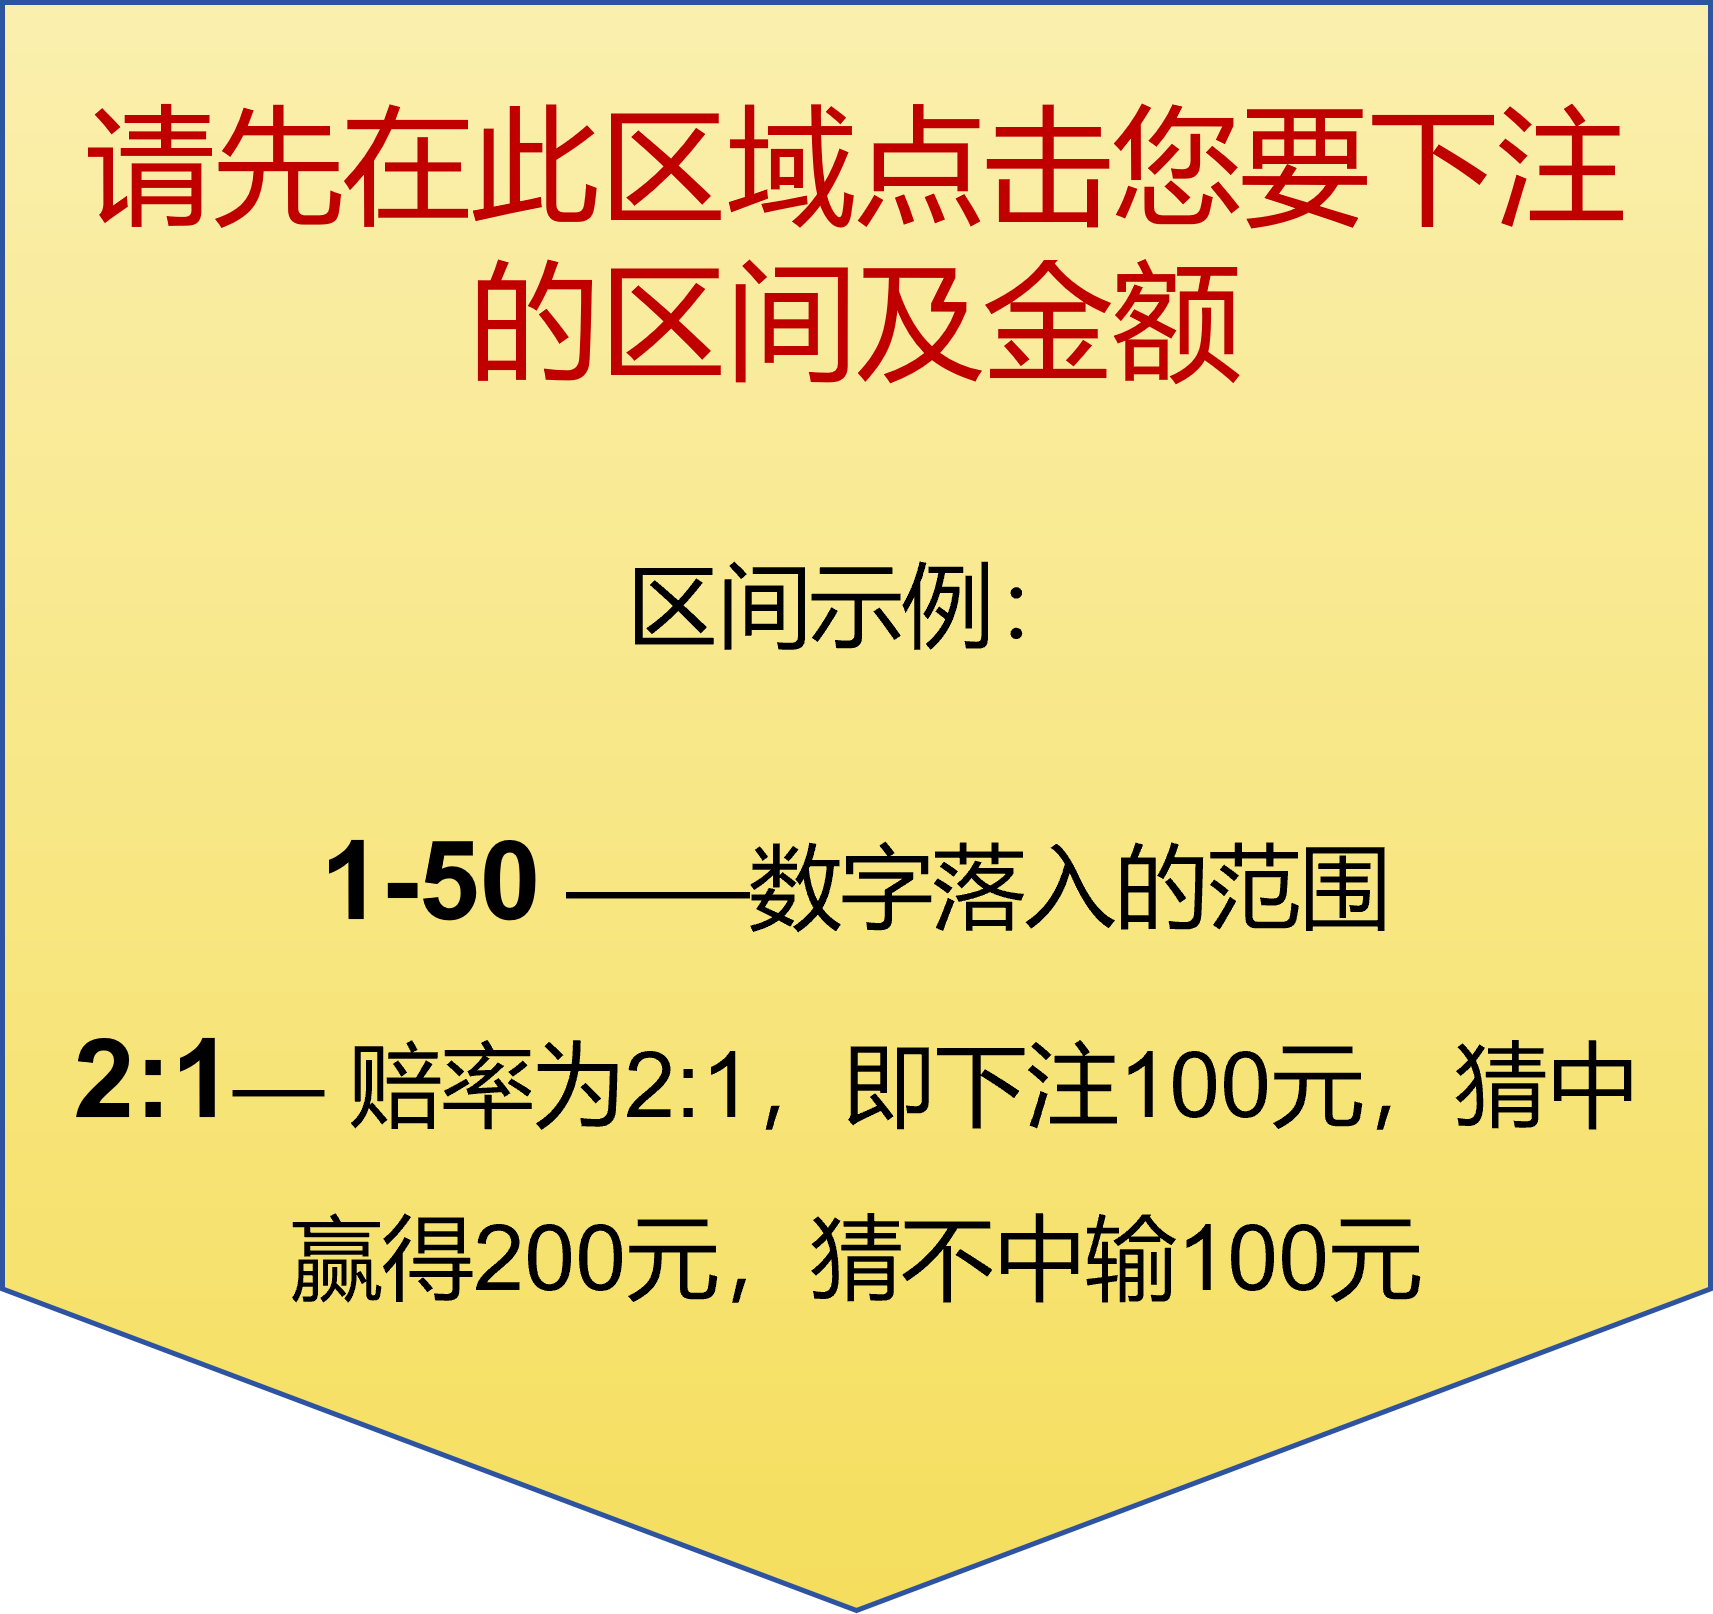 请先在此区域点击您要下注
的区间及金额
区间示例：
1-50 ——数字落入的范围
2:1— 赔率为2:1，即下注100元，猜中
赢得200元，猜不中输100元